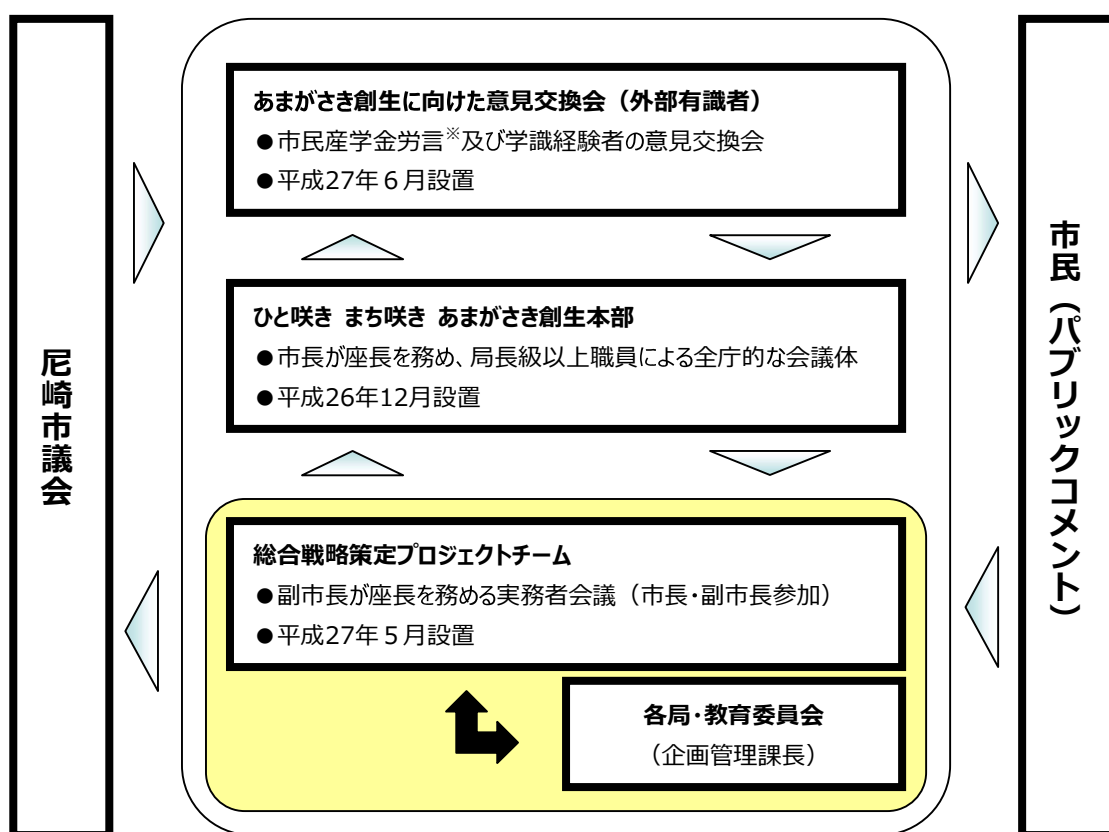 尼崎市議会
あまがさき創生に向けた意見交換会（外部有識者）
●市民産学金労言※及び学識経験者の意見交換会
●平成27年６月設置
ひと咲き まち咲き あまがさき創生本部
●市長が座長を務め、局長級以上職員による全庁的な会議体
●平成26年12月設置
総合戦略策定プロジェクトチーム
●副市長が座長を務める実務者会議（市長・副市長参加）
●平成27年５月設置
各局・教育委員会
（企画管理課長）
市民（パブリックコメント）